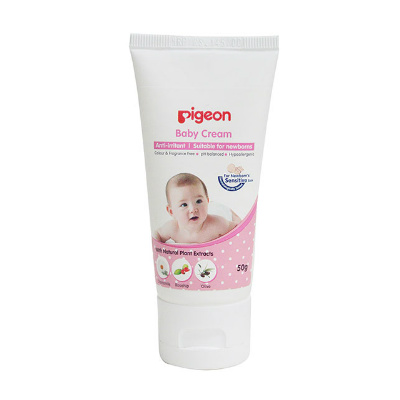 pigeon
Baby Cream
Anti-irritant | Suitable for newborns
Colour & Fragrance Free • pH balanced • Hypoallergenic
For Newborn's
Sensitive Skin
With Natural Plant Extracts
50g
Rosehip Olive